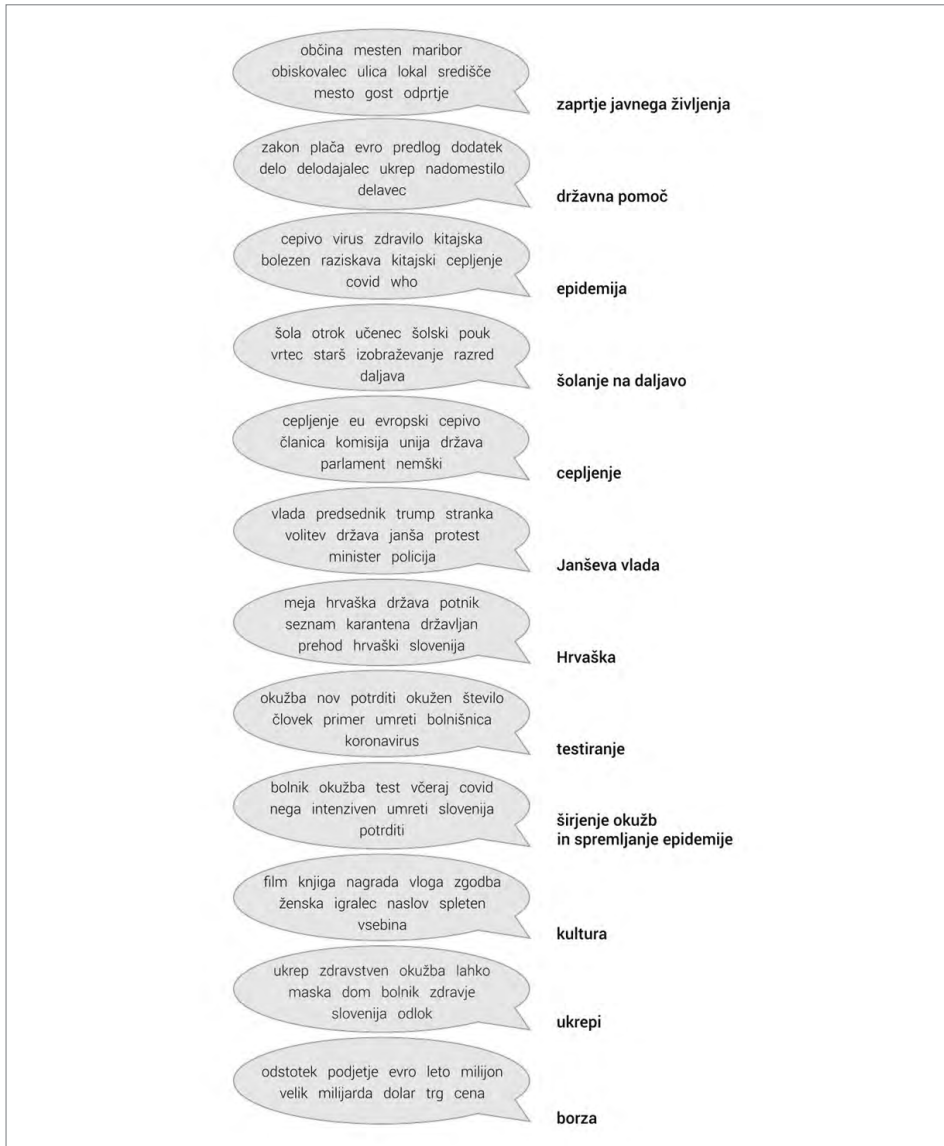 občina mesten maribor
obiskovalec ulica lokal središče
mesto gost odprtje
zaprtje javnega življenja
zakon plača evro predlog dodatek
delo delodajalec ukrep nadomestilo
delavec
državna pomoč
cepivo virus zdravilo kitajska
bolezen raziskava kitajski cepljenje
covid who
epidemija
šola otrok učenec šolski pouk
vrtec starš izobraževanje razred
daljava
šolanje na daljavo
cepljenje eu evropski cepivo
članica komisija unija država
parlament nemški
cepljenje
vlada predsednik trump stranka
volitev država janša protest
minister policija
Janševa vlada
meja hrvaška država potnik
seznam karantena državljan
prehod hrvaški slovenija
Hrvaška
okužba nov potrditi okužen število
človek primer umreti bolnišnica
koronavirus
testiranje
bolnik okužba test včeraj covid
nega intenziven umreti slovenija
potrditi
širjenje okužb
in spremljanje epidemije
film knjiga nagrada vloga zgodba
ženska igralec naslov spleten
vsebina
kultura
ukrep zdravstven okužba lahko
maska dom bolnik zdravje
slovenija odlok
ukrepi
odstotek podjetje evro leto milijon
velik milijarda dolar trg cena
borza